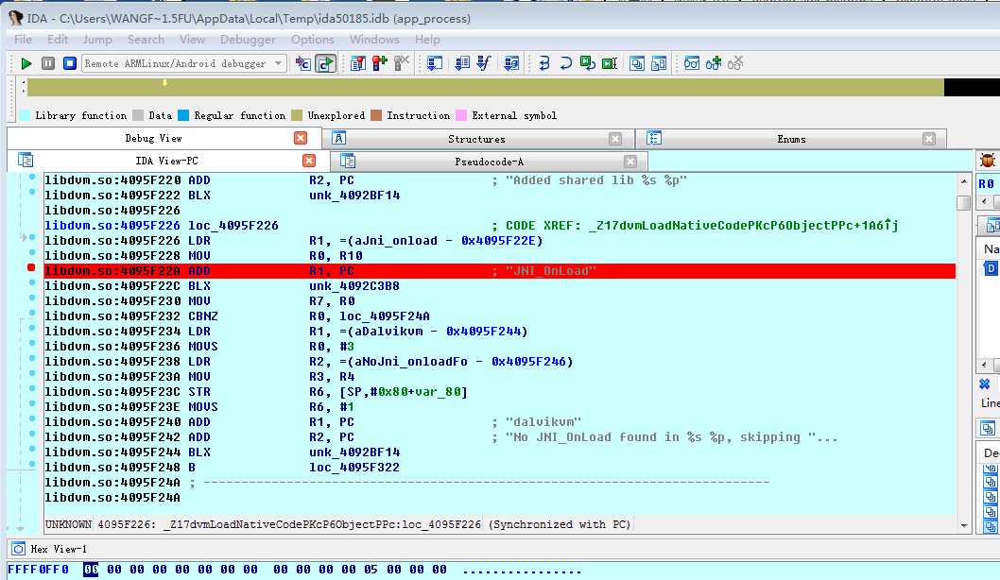 IDA - C:\Users\WANGF~1.5FU\AppData\Local\Temp\ida50185.idb (app_process)
File Edit Jump Search View Debugger Options Windows Help
Remote ARMLinux/Android debugger
Library function Data Regular function Unexplored Instruction External symbol
Debug View Structures Enums
IDA View-PC Pseudocode-A
libdvm.so:4095F220 ADD R2, PC ; "Added shared lib %s %p"
libdvm.so:4095F222 BLX unk_4092BF14
libdvm.so:4095F226
libdvm.so:4095F226 loc_4095F226 ; CODE XREF: _Z17dvmLoadNativeCodePKcP6ObjectPPc+1A6↑j
libdvm.so:4095F226 LDR R1, =(aJni_onload - 0x4095F22E)
libdvm.so:4095F228 MOV R0, R10
libdvm.so:4095F22A ADD R1, PC ; "JNI_OnLoad"
libdvm.so:4095F22C BLX unk_4092C3B8
libdvm.so:4095F230 MOV R7, R0
libdvm.so:4095F232 CBNZ R0, loc_4095F24A
libdvm.so:4095F234 LDR R1, =(aDalvikvm - 0x4095F244)
libdvm.so:4095F236 MOVS R0, #3
libdvm.so:4095F238 LDR R2, =(aNoJni_onloadFo - 0x4095F246)
libdvm.so:4095F23A MOV R3, R4
libdvm.so:4095F23C STR R6, [SP,#0x80+var_80]
libdvm.so:4095F23E MOVS R6, #1
libdvm.so:4095F240 ADD R1, PC ; "dalvikvm"
libdvm.so:4095F242 ADD R2, PC ; "No JNI_OnLoad found in %s %p, skipping "...
libdvm.so:4095F244 BLX unk_4092BF14
libdvm.so:4095F248 B loc_4095F322
libdvm.so:4095F24A ; ---------------------------------------------------------------------------
libdvm.so:4095F24A
UNKNOWN 4095F226: _Z17dvmLoadNativeCodePKcP6ObjectPPc:loc_4095F226 (Synchronized with PC)
R0
Na
D
Line
De
Hex View-1
FFFF0FF0 00 00 00 00 00 00 00 00 00 00 00 00 05 00 00 00 ................